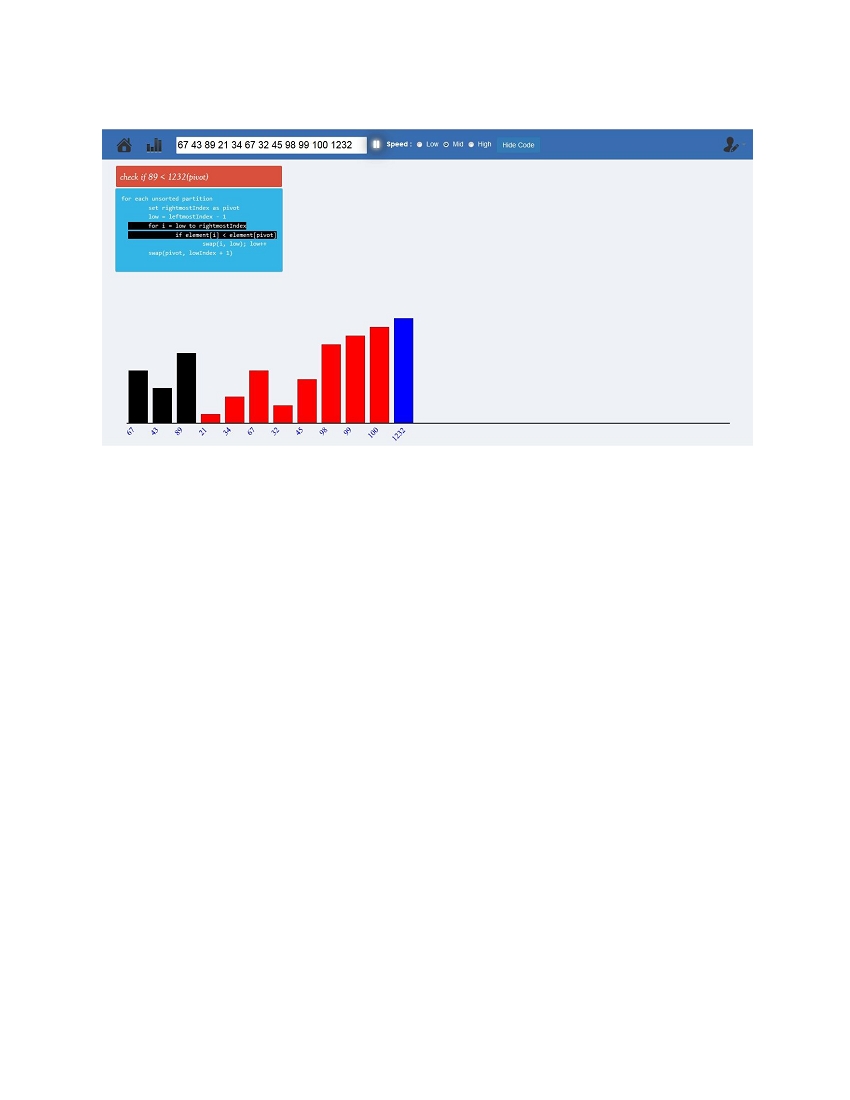 67 43 89 21 34 67 32 45 98 99 100 1232
Speed : Low Mid High Hide Code
check if 89 < 1232(pivot)
for each unsorted partition
set rightmostIndex as pivot
low = leftmostIndex - 1
for i = low to rightmostIndex
if element[i] < element[pivot]
swap(i, low); low++
swap(pivot, lowIndex + 1)
67 43 89 21 34 67 32 45 98 99 100 1232